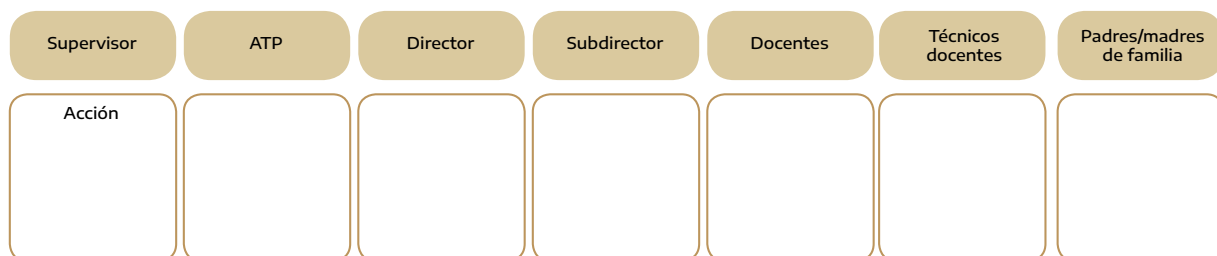 Supervisor
ATP
Director
Subdirector
Docentes
Técnicos
docentes
Padres/madres
de familia
Acción